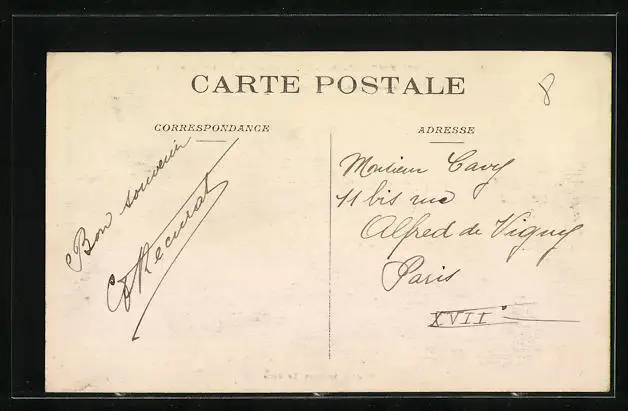 CARTE POSTALE
8
CORRESPONDANCE
Bon souvenir
ADRESSE
Monsieur Cavy
11 bis rue
Alfred de Vigny
Paris
XVII